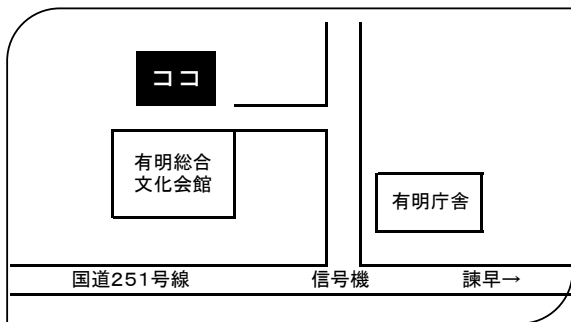 ココ
有明総合
文化会館
有明庁舎
国道251号線
信号機
諫早→